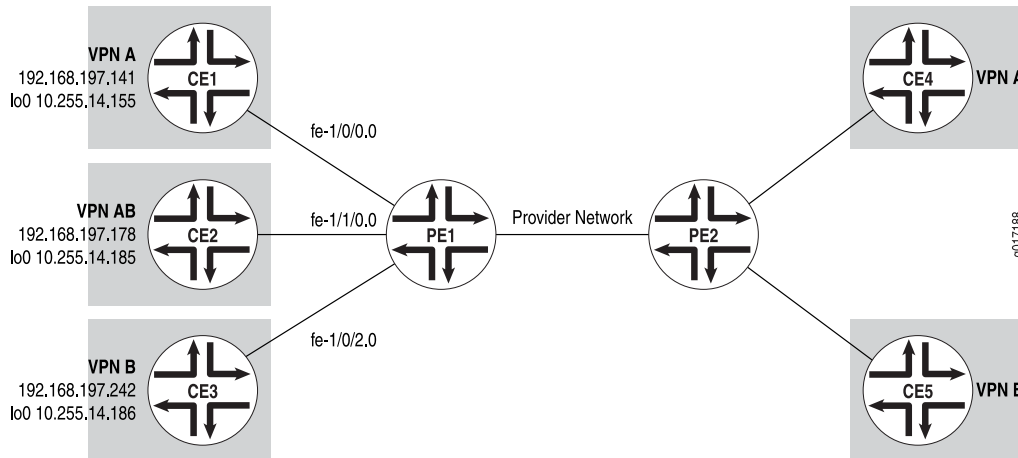 VPN A
192.168.197.141
lo0 10.255.14.155
CE1
fe-1/0/0.0
VPN AB
192.168.197.178
lo0 10.255.14.185
CE2
fe-1/1/0.0
PE1
Provider Network
PE2
VPN B
192.168.197.242
lo0 10.255.14.186
CE3
fe-1/0/2.0
CE4
VPN A
CE5
VPN B
g017188